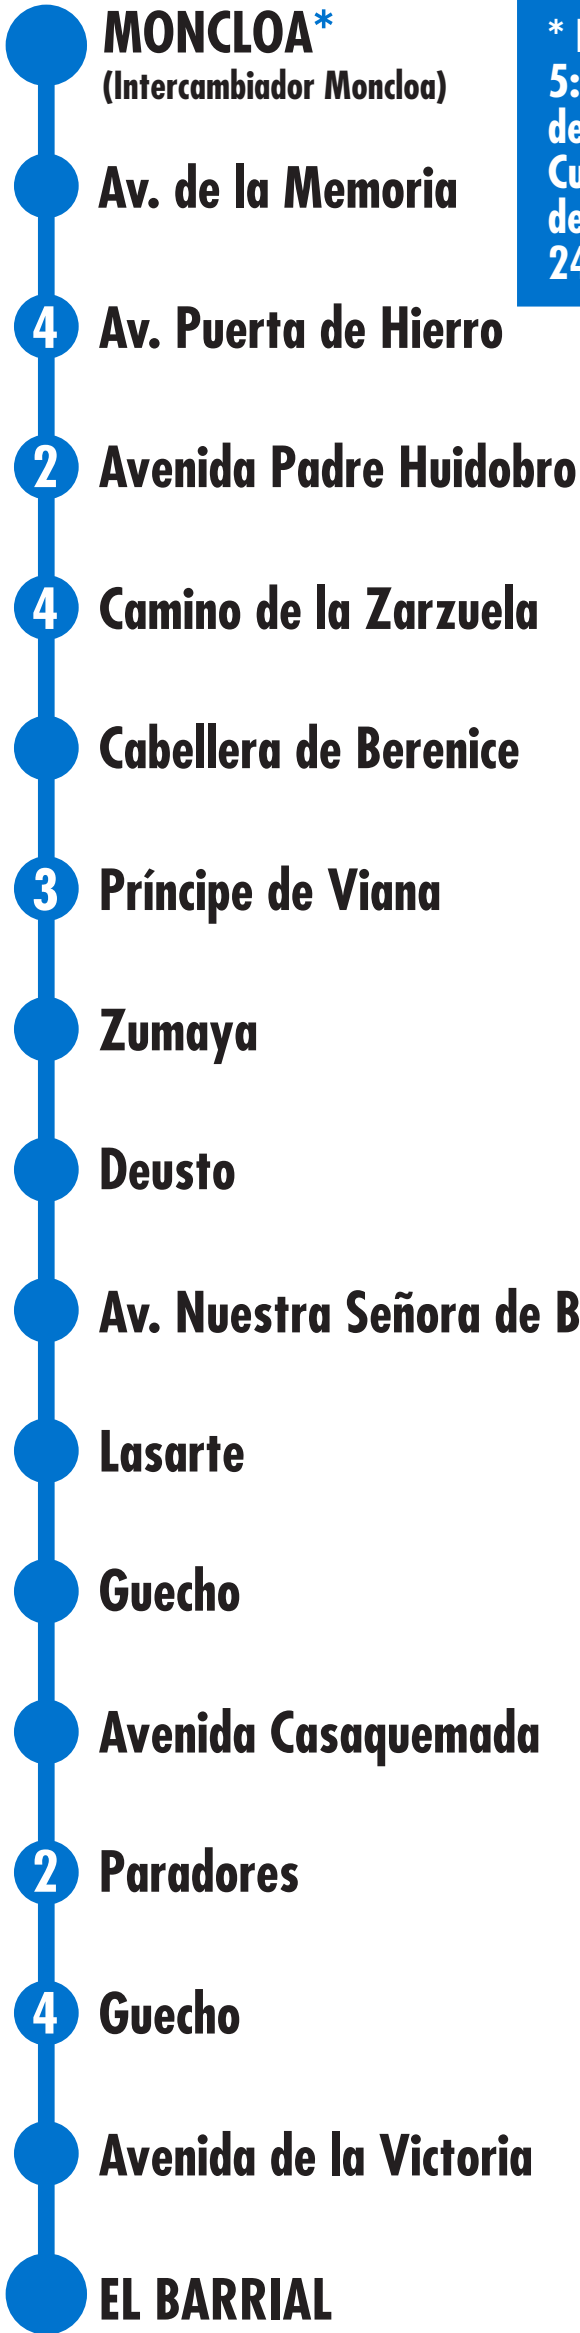 MONCLOA*
(Intercambiador Moncloa)
*
5:
24
Av. de la Memoria
4 Av. Puerta de Hierro
2 Avenida Padre Huidobro
4 Camino de la Zarzuela
Cabellera de Berenice
3 Príncipe de Viana
Zumaya
Deusto
Av. Nuestra Señora de
Lasarte
Guecho
Avenida Casaquemada
2 Paradores
4 Guecho
Avenida de la Victoria
EL BARRIAL